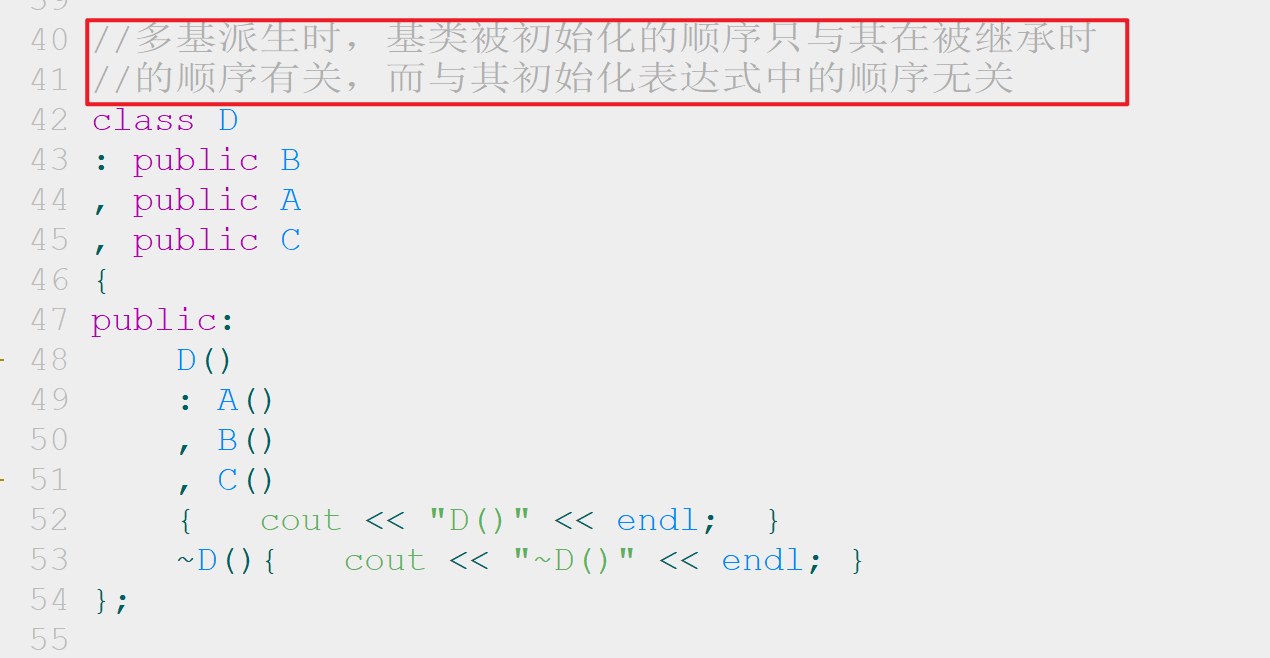 39
40 //多基派生时，基类被初始化的顺序只与其在被继承时
41 //的顺序有关，而与其初始化表达式中的顺序无关
42 class D
43 : public B
44 , public A
45 , public C
46 {
47 public:
48     D()
49     : A()
50     , B()
51     , C()
52     {   cout << "D()" << endl;  }
53     ~D(){   cout << "~D()" << endl; }
54 };
55